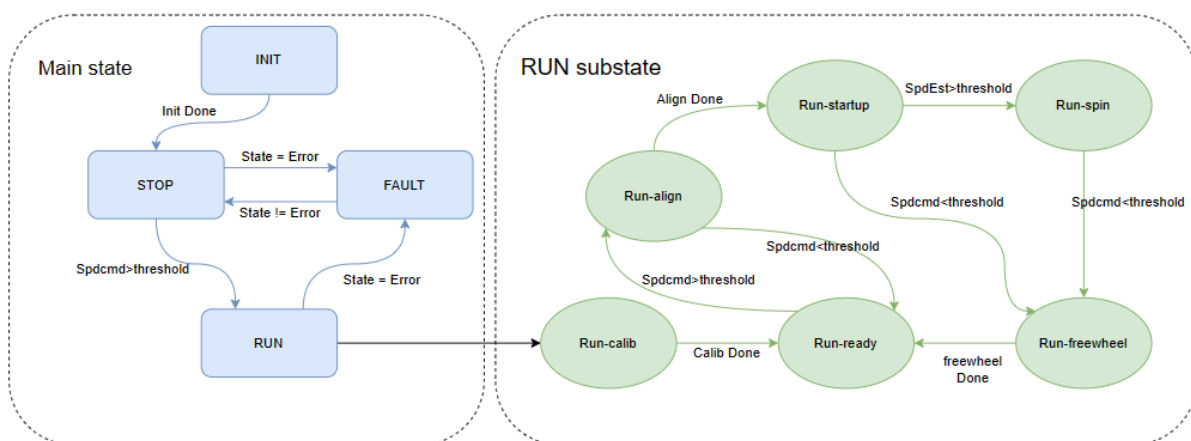 Main state
INIT
Init Done
STOP
State = Error
FAULT
State != Error
Spdcmd>threshold
State = Error
RUN
RUN substate
Run-startup
SpdEst>threshold
Run-spin
Align Done
Run-align
Spdcmd<threshold
Spdcmd<threshold
Spdcmd<threshold
Spdcmd>threshold
Run-calib
Calib Done
Run-ready
freewheel
Done
Run-freewheel